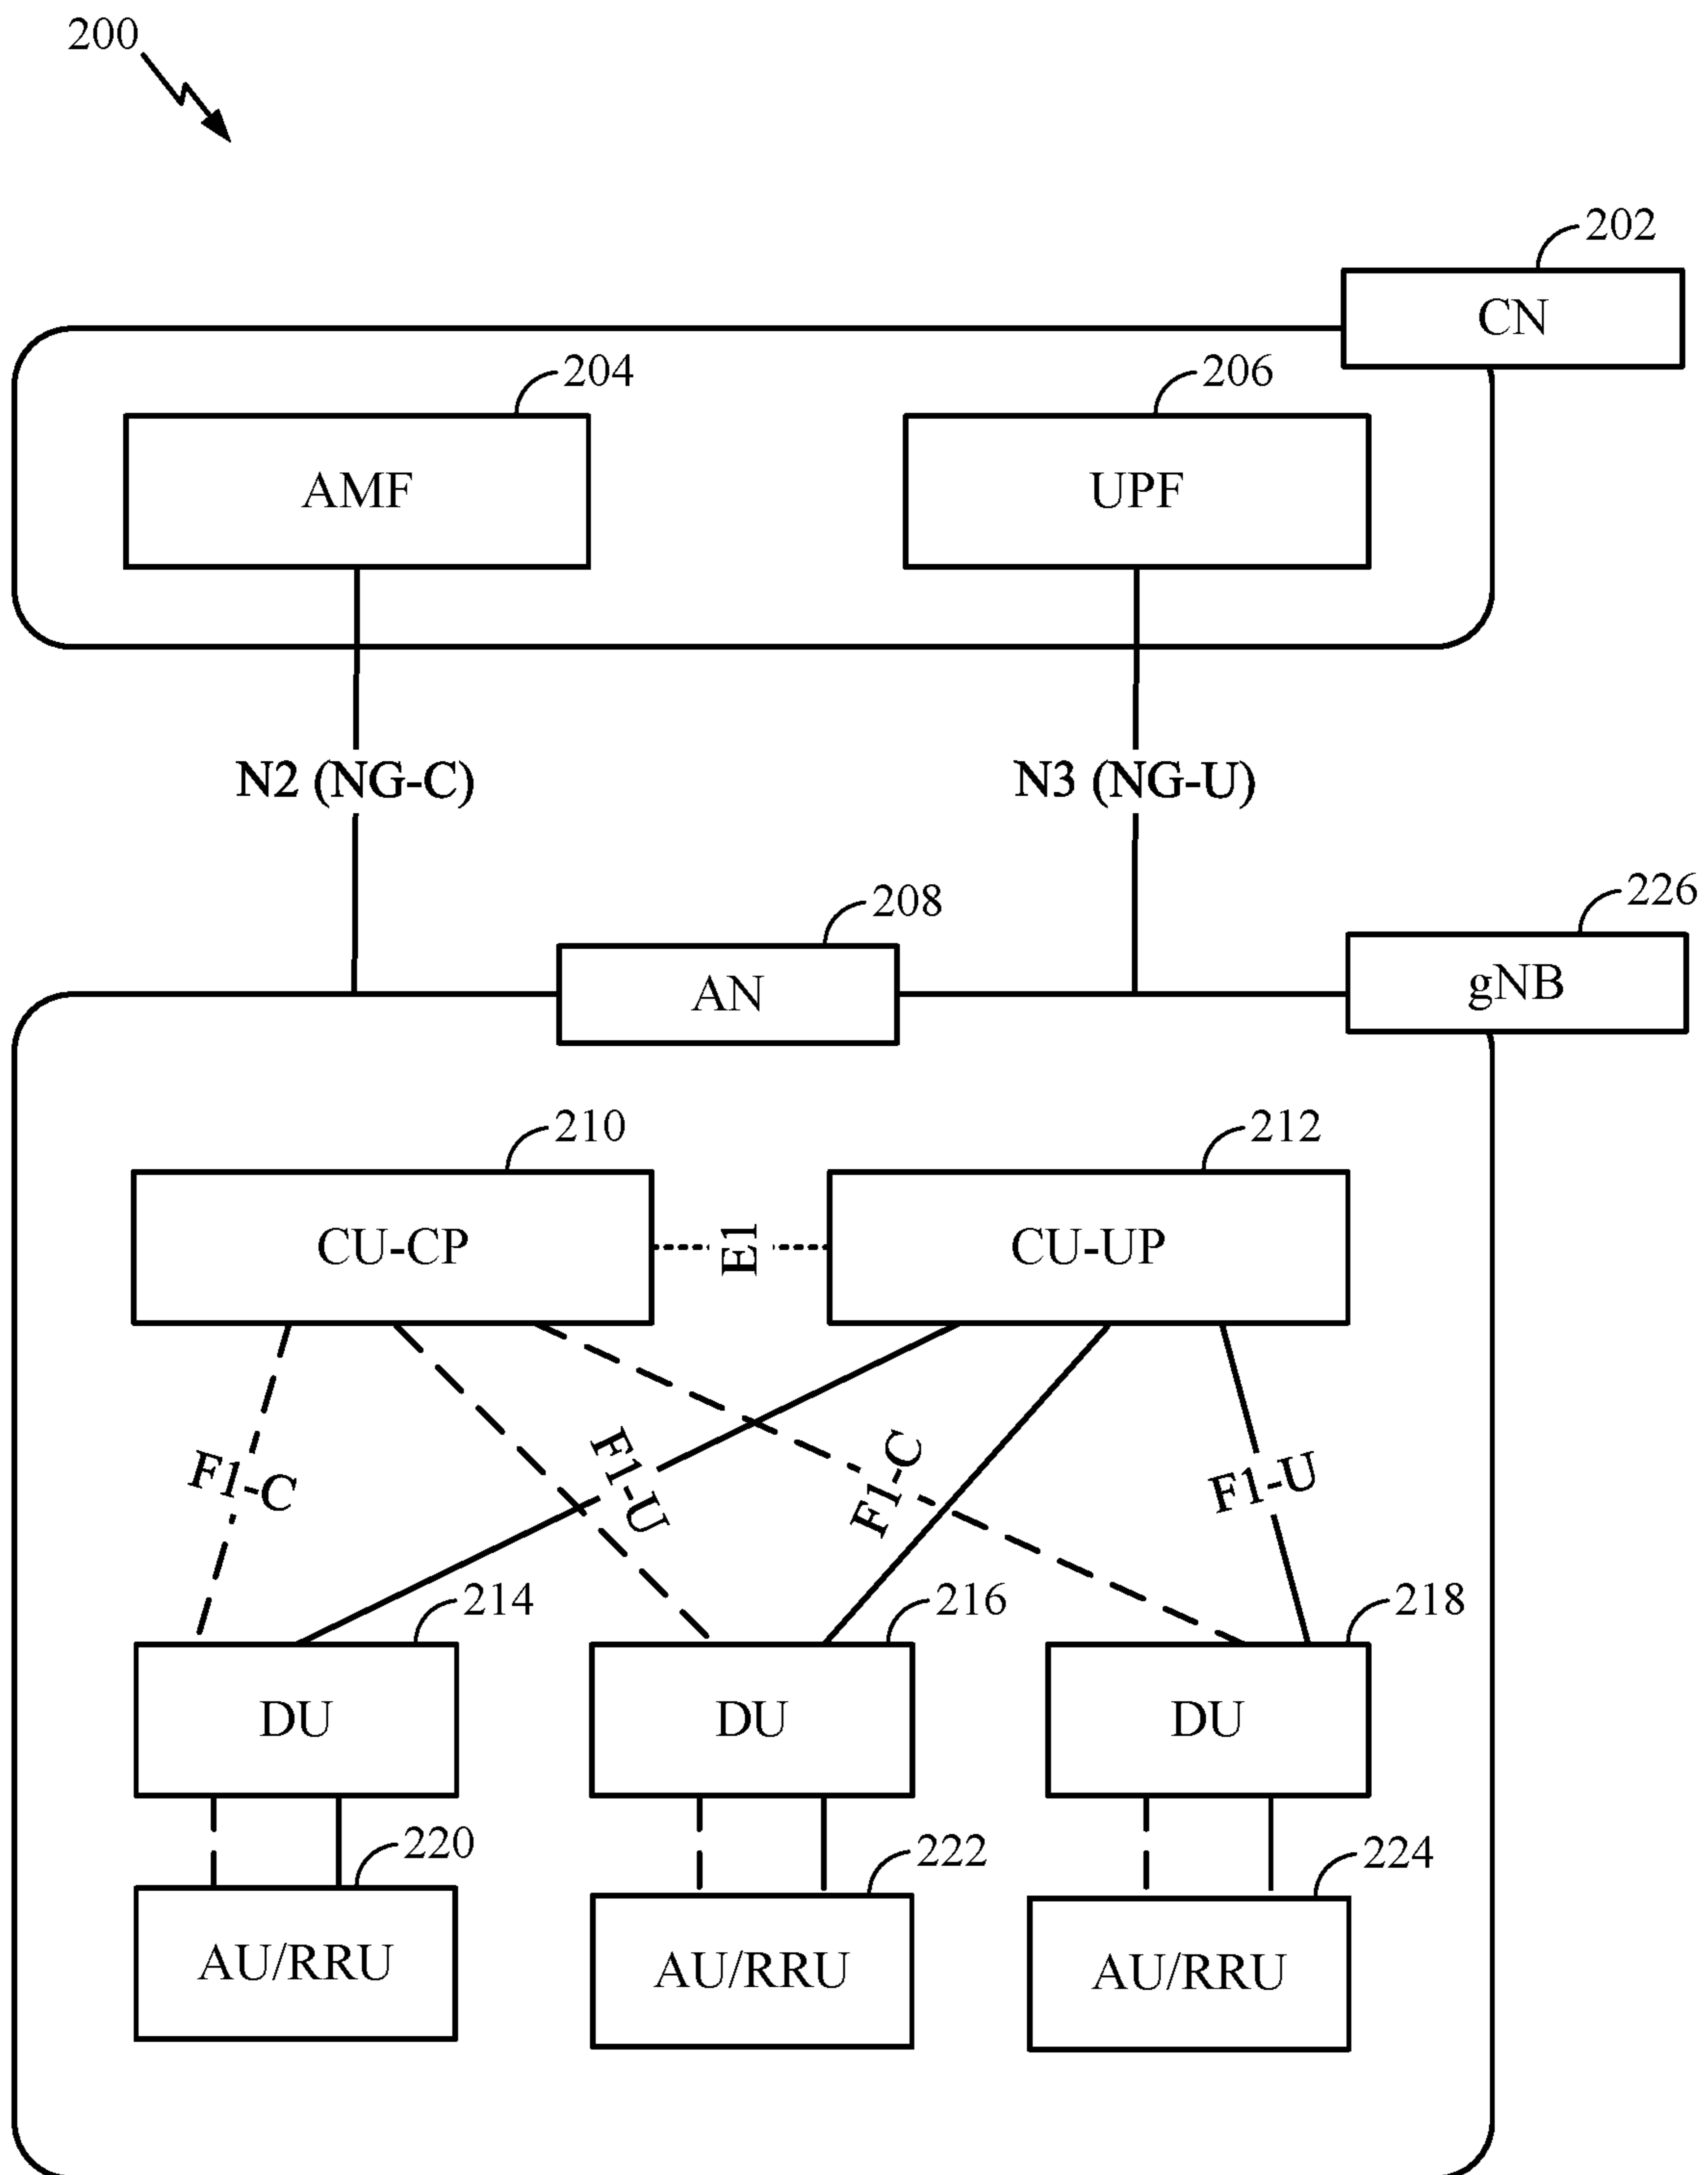 200
202
CN
204
206
AMF
UPF
N2 (NG-C)
N3 (NG-U)
208
226
AN
gNB
210
212
CU-CP
E1
CU-UP
F1-C
F1-U
F1-C
F1-U
214
216
218
DU
DU
DU
220
222
224
AU/RRU
AU/RRU
AU/RRU